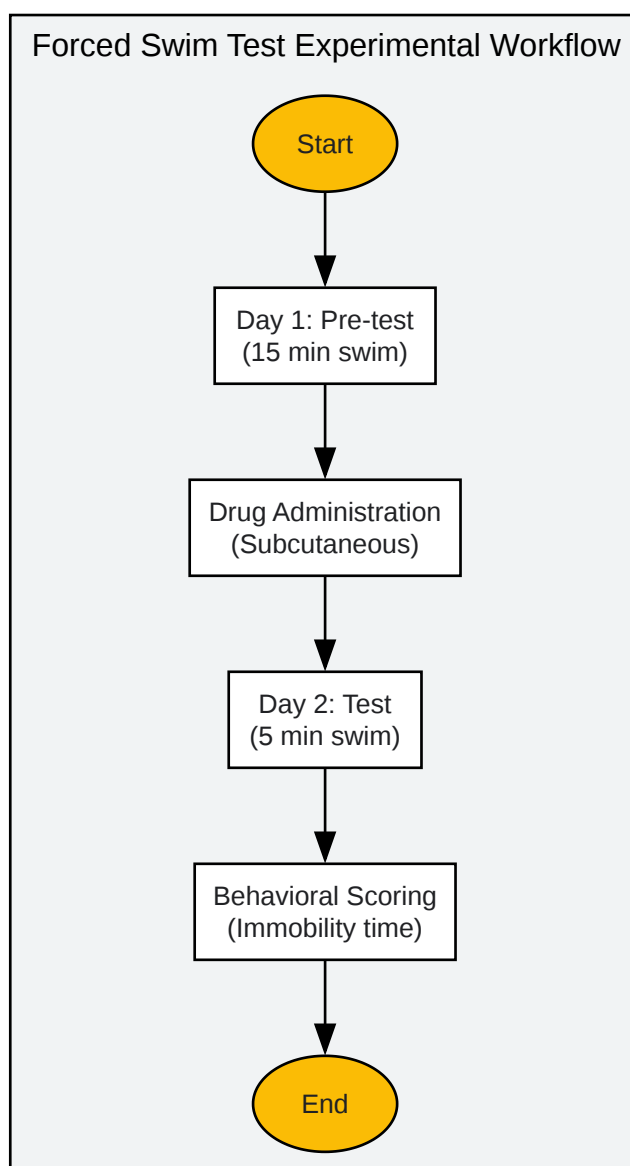 Forced Swim Test Experimental Workflow
Start
Day 1: Pre-test
(15 min swim)
Drug Administration
(Subcutaneous)
Day 2: Test
(5 min swim)
Behavioral Scoring
(Immobility time)
End